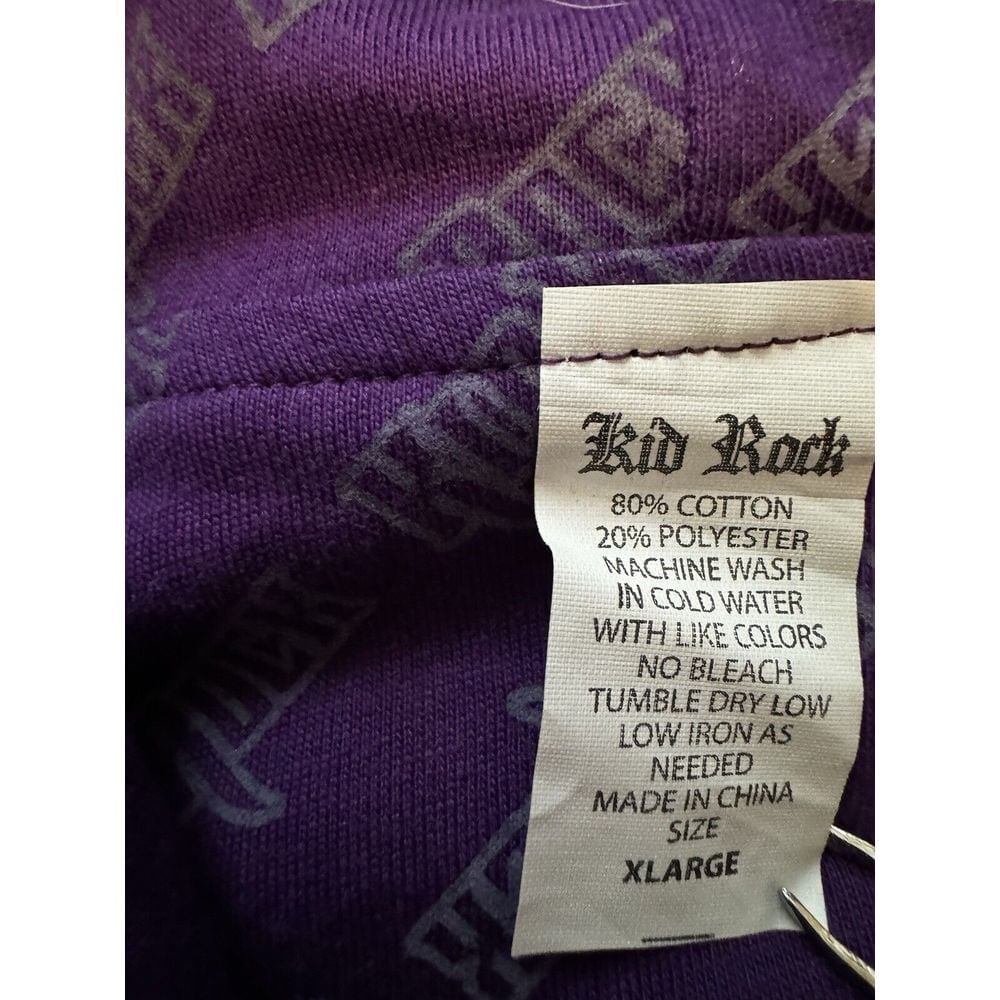 Kid Rock
80% COTTON
20% POLYESTER
MACHINE WASH
IN COLD WATER
WITH LIKE COLORS
NO BLEACH
TUMBLE DRY LOW
LOW IRON AS
NEEDED
MADE IN CHINA
SIZE
XLARGE